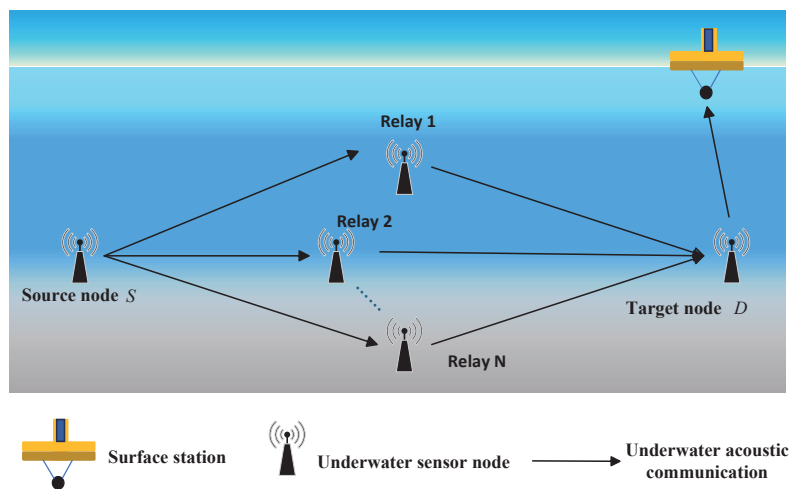 Relay 1
Relay 2
Source node S
Target node D
Relay N
Surface station
Underwater sensor node
Underwater acoustic
communication